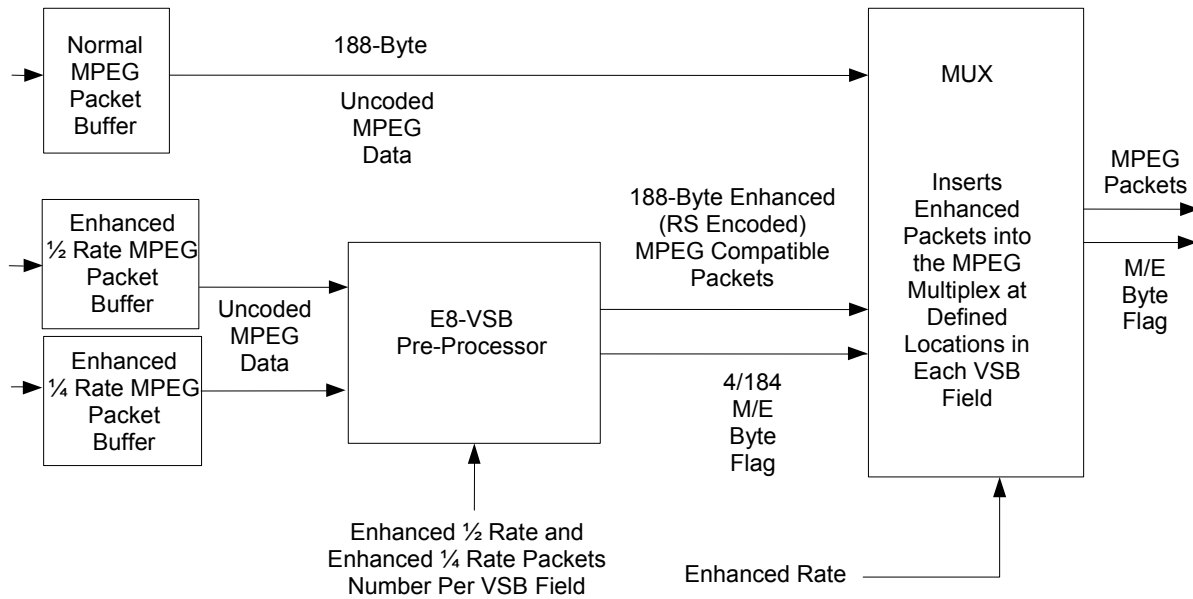 Normal
MPEG
Packet
Buffer
188-Byte
Uncoded
MPEG
Data
MUX
Inserts
Enhanced
Packets into
the MPEG
Multiplex at
Defined
Locations in
Each VSB
Field
MPEG
Packets
M/E
Byte
Flag
Enhanced
½ Rate MPEG
Packet
Buffer
Uncoded
MPEG
Data
Enhanced
¼ Rate MPEG
Packet
Buffer
E8-VSB
Pre-Processor
188-Byte Enhanced
(RS Encoded)
MPEG Compatible
Packets
4/184
M/E
Byte
Flag
Enhanced ½ Rate and
Enhanced ¼ Rate Packets
Number Per VSB Field
Enhanced Rate